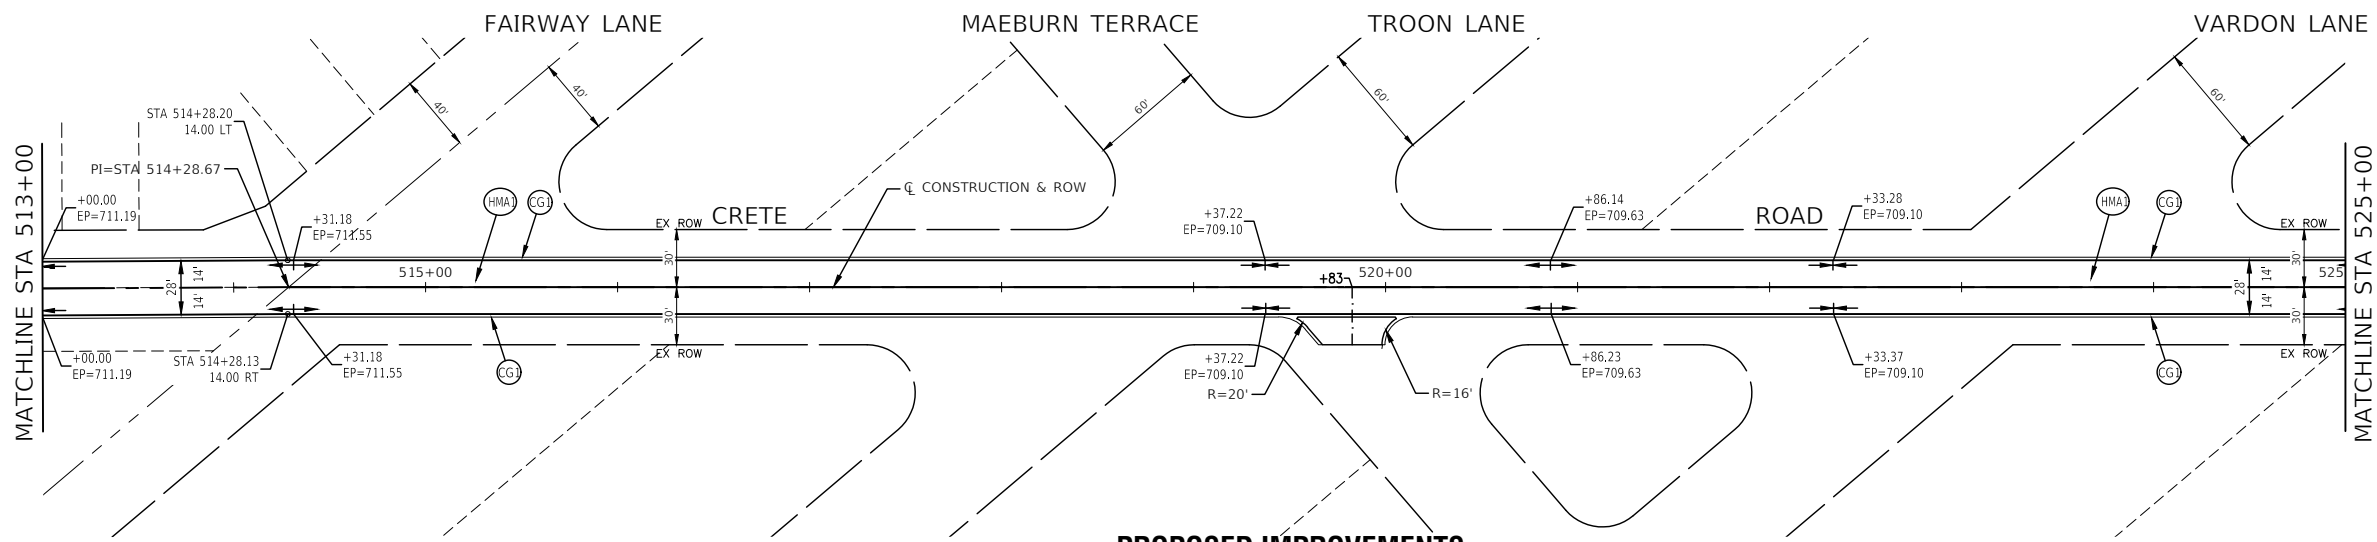 FAIRWAY LANE
MAEBURN TERRACE
TROON LANE
VARDON LANE
40'
40'
60'
60'
60'
STA 514+28.20
14.00 LT
PI=STA 514+28.67
MATCHLINE STA 513+00
+00.00
EP=711.19
+31.18
EP=711.55
HMA1
CG1
℄ CONSTRUCTION & ROW
EX ROW
CRETE
ROAD
+37.22
EP=709.10
+86.14
EP=709.63
+33.28
EP=709.10
HMA1
CG1
EX ROW
MATCHLINE STA 525+00
28'
14'
14'
515+00
30'
30'
+83
520+00
525
28'
14'
14'
30'
30'
+00.00
EP=711.19
STA 514+28.13
14.00 RT
+31.18
EP=711.55
CG1
EX ROW
+37.22
EP=709.10
R=20'
R=16'
+86.23
EP=709.63
+33.37
EP=709.10
CG1
EX ROW
PROPOSED IMPROVEMENTS